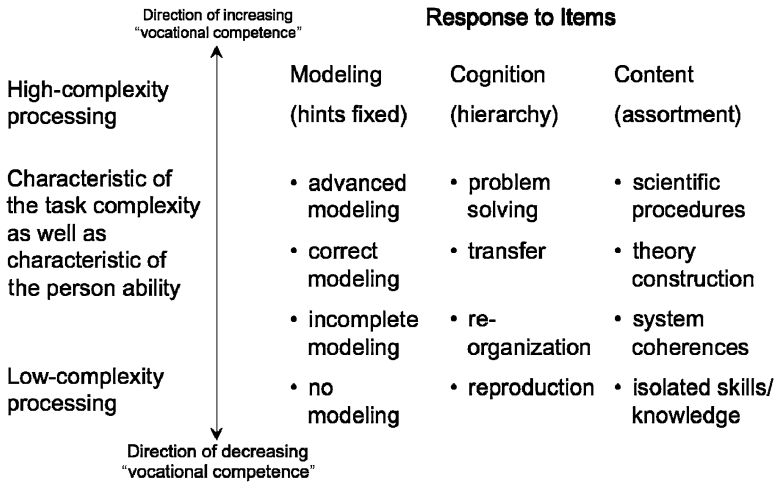 Direction of increasing
“vocational competence”
Response to Items
High-complexity
processing
Characteristic of
the task complexity
as well as
characteristic of
the person ability
Low-complexity
processing
Modeling
(hints fixed)
• advanced
modeling
• correct
modeling
• incomplete
modeling
• no
modeling
Cognition
(hierarchy)
• problem
solving
• transfer
• re-
organization
• reproduction
Content
(assortment)
• scientific
procedures
• theory
construction
• system
coherences
• isolated skills/
knowledge
Direction of decreasing
“vocational competence”